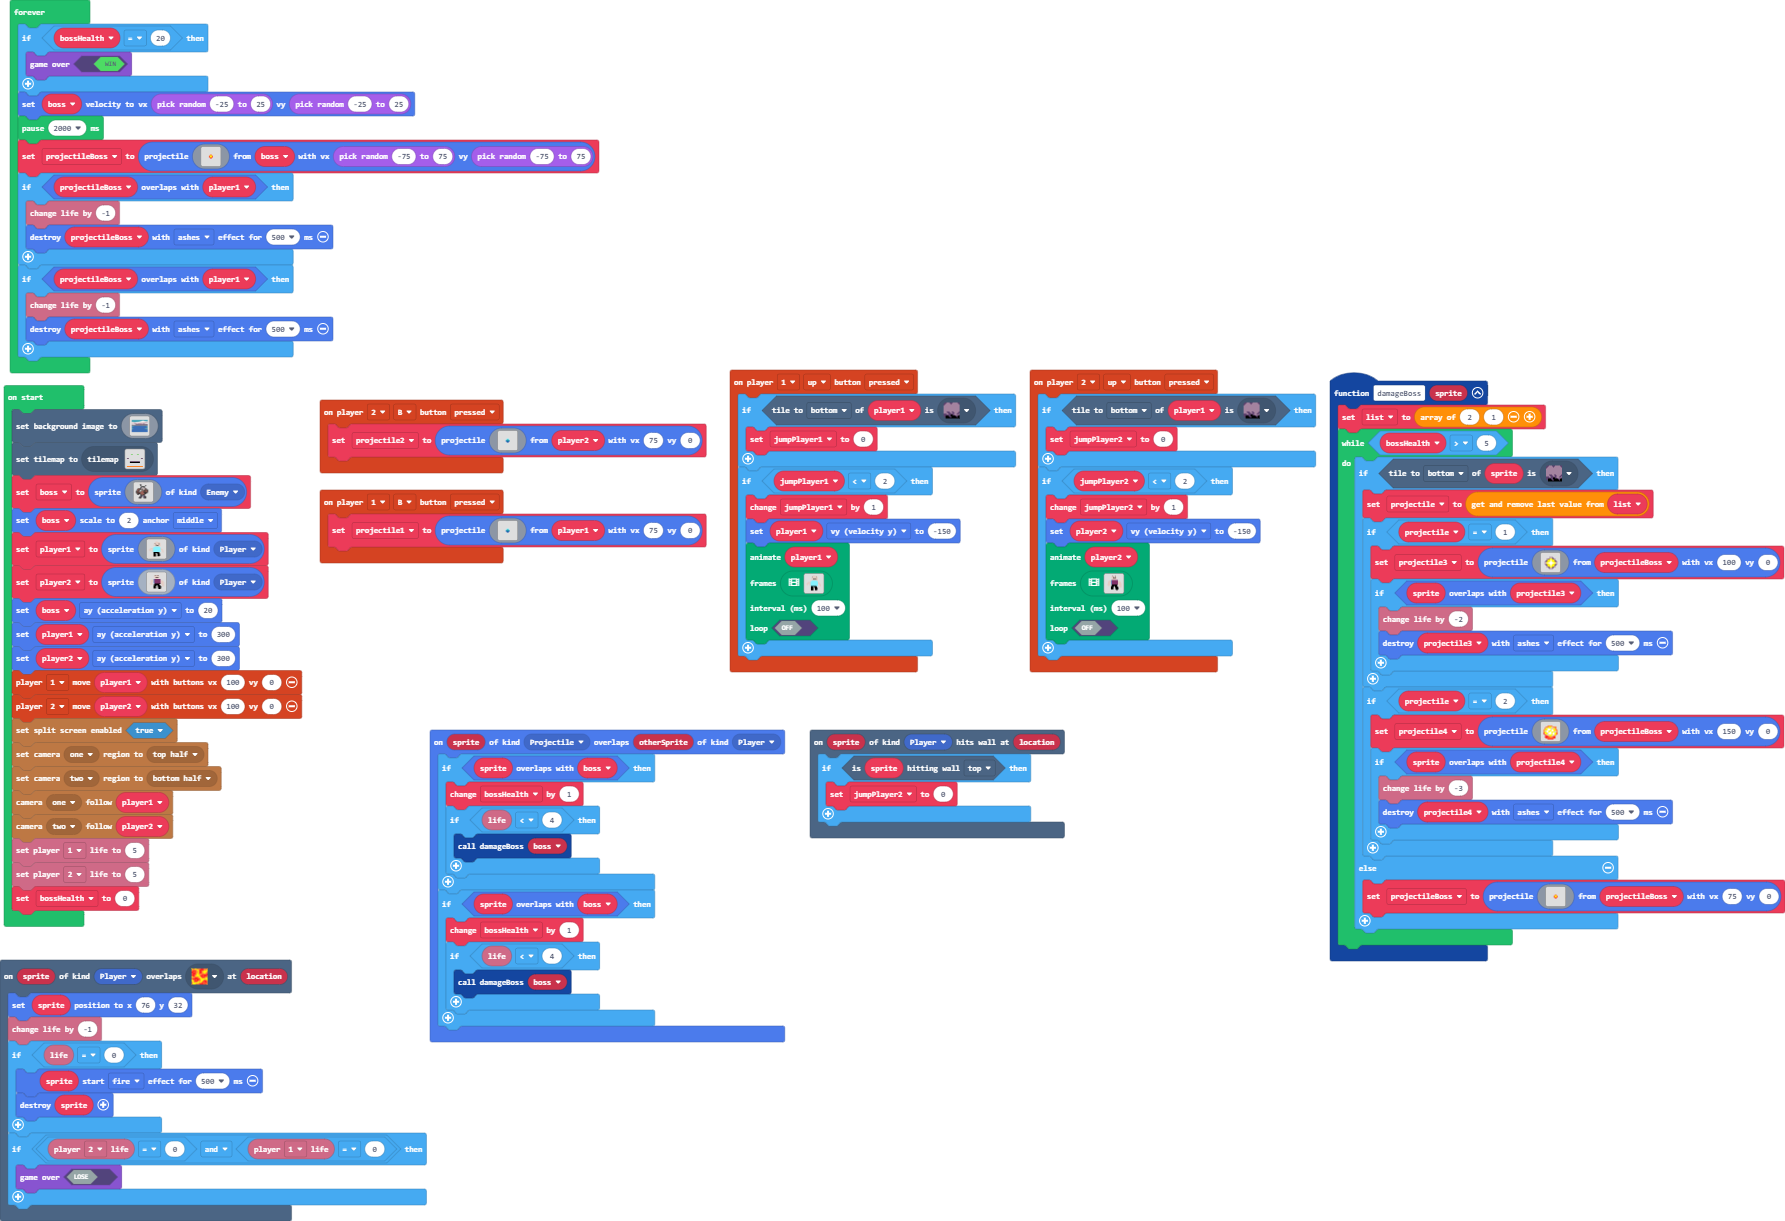 forever
if bossHealth = 20 then
game over WIN
set boss velocity to vx pick random -25 to 25 vy pick random -25 to 25
pause 2000 ms
set projectileBoss to projectile from boss with vx pick random -75 to 75 vy pick random -75 to 75
if projectileBoss overlaps with player1 then
change life by -1
destroy projectileBoss with ashes effect for 500 ms
if projectileBoss overlaps with player1 then
change life by -1
destroy projectileBoss with ashes effect for 500 ms
on start
set background image to
set tilemap to tilemap
set boss to sprite of kind Enemy
set boss scale to 2 anchor middle
set player1 to sprite of kind Player
set player2 to sprite of kind Player
set boss ay (acceleration y) to 20
set player1 ay (acceleration y) to 300
set player2 ay (acceleration y) to 300
player 1 move player1 with buttons vx 100 vy 0
player 2 move player2 with buttons vx 100 vy 0
set split screen enabled true
set camera one region to top half
set camera two region to bottom half
camera one follow player1
camera two follow player2
set player 1 life to 5
set player 2 life to 5
set bossHealth to 0
on player 2 B button pressed
set projectile2 to projectile from player2 with vx 75 vy 0
on player 1 B button pressed
set projectile1 to projectile from player1 with vx 75 vy 0
on player 1 up button pressed
if tile to bottom of player1 is then
set jumpPlayer1 to 0
if jumpPlayer1 < 2 then
change jumpPlayer1 by 1
set player1 vy (velocity y) to -150
animate player1
frames
interval (ms) 100
loop OFF
on player 2 up button pressed
if tile to bottom of player1 is then
set jumpPlayer2 to 0
if jumpPlayer2 < 2 then
change jumpPlayer2 by 1
set player2 vy (velocity y) to -150
animate player2
frames
interval (ms) 100
loop OFF
function damageBoss sprite
set list to array of 2 1
while bossHealth > 5
do if tile to bottom of sprite is then
set projectile to get and remove last value from list
if projectile = 1 then
set projectile3 to projectile from projectileBoss with vx 100 vy 0
if sprite overlaps with projectile3 then
change life by -2
destroy projectile3 with ashes effect for 500 ms
if projectile = 2 then
set projectile4 to projectile from projectileBoss with vx 150 vy 0
if sprite overlaps with projectile4 then
change life by -3
destroy projectile4 with ashes effect for 500 ms
else
set projectileBoss to projectile from projectileBoss with vx 75 vy 0
on sprite of kind Projectile overlaps otherSprite of kind Player
if sprite overlaps with boss then
change bossHealth by 1
if life < 4 then
call damageBoss boss
if sprite overlaps with boss then
change bossHealth by 1
if life < 4 then
call damageBoss boss
on sprite of kind Player hits wall at location
if is sprite hitting wall top then
set jumpPlayer2 to 0
on sprite of kind Player overlaps at location
set sprite position to x 76 y 32
change life by -1
if life = 0 then
sprite start fire effect for 500 ms
destroy sprite
if player 2 life = 0 and player 1 life = 0 then
game over LOSE